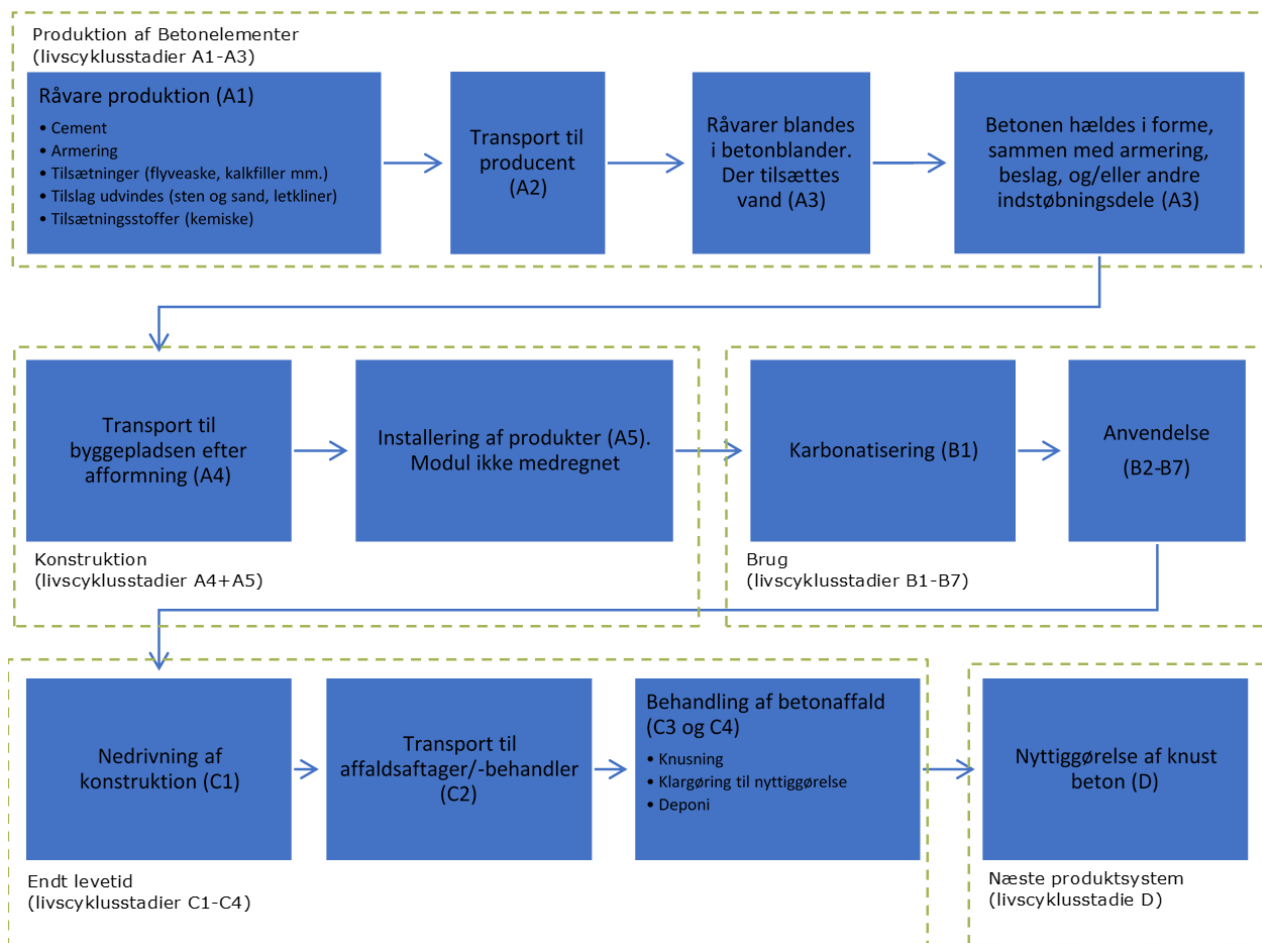 Produktion af Betonelementer
(livscyklusstadier A1-A3)
Råvare produktion (A1)
• Cement
• Armering
• Tilsætninger (flyveaske, kalkfiller mm.)
• Tilslag udvindes (sten og sand, letkliner)
• Tilsætningsstoffer (kemiske)
Transport til
producent
(A2)
Råvarer blandes
i betonblander.
Der tilsættes
vand (A3)
Betonen hældes i forme,
sammen med armering,
beslag, og/eller andre
indstøbningsdele (A3)
Transport til
byggepladsen efter
afformning (A4)
Installering af produkter (A5).
Modul ikke medregnet
Konstruktion
(livscyklusstadier A4+A5)
Karbonatisering (B1)
Anvendelse
(B2-B7)
Brug
(livscyklusstadier B1-B7)
Nedrivning af
konstruktion (C1)
Transport til
affaldsaftager/-behandler
(C2)
Behandling af betonaffald
(C3 og C4)
• Knusning
• Klargøring til nyttiggørelse
• Deponi
Endt levetid
(livscyklusstadier C1-C4)
Nyttiggørelse af knust
beton (D)
Næste produktsystem
(livscyklusstadie D)